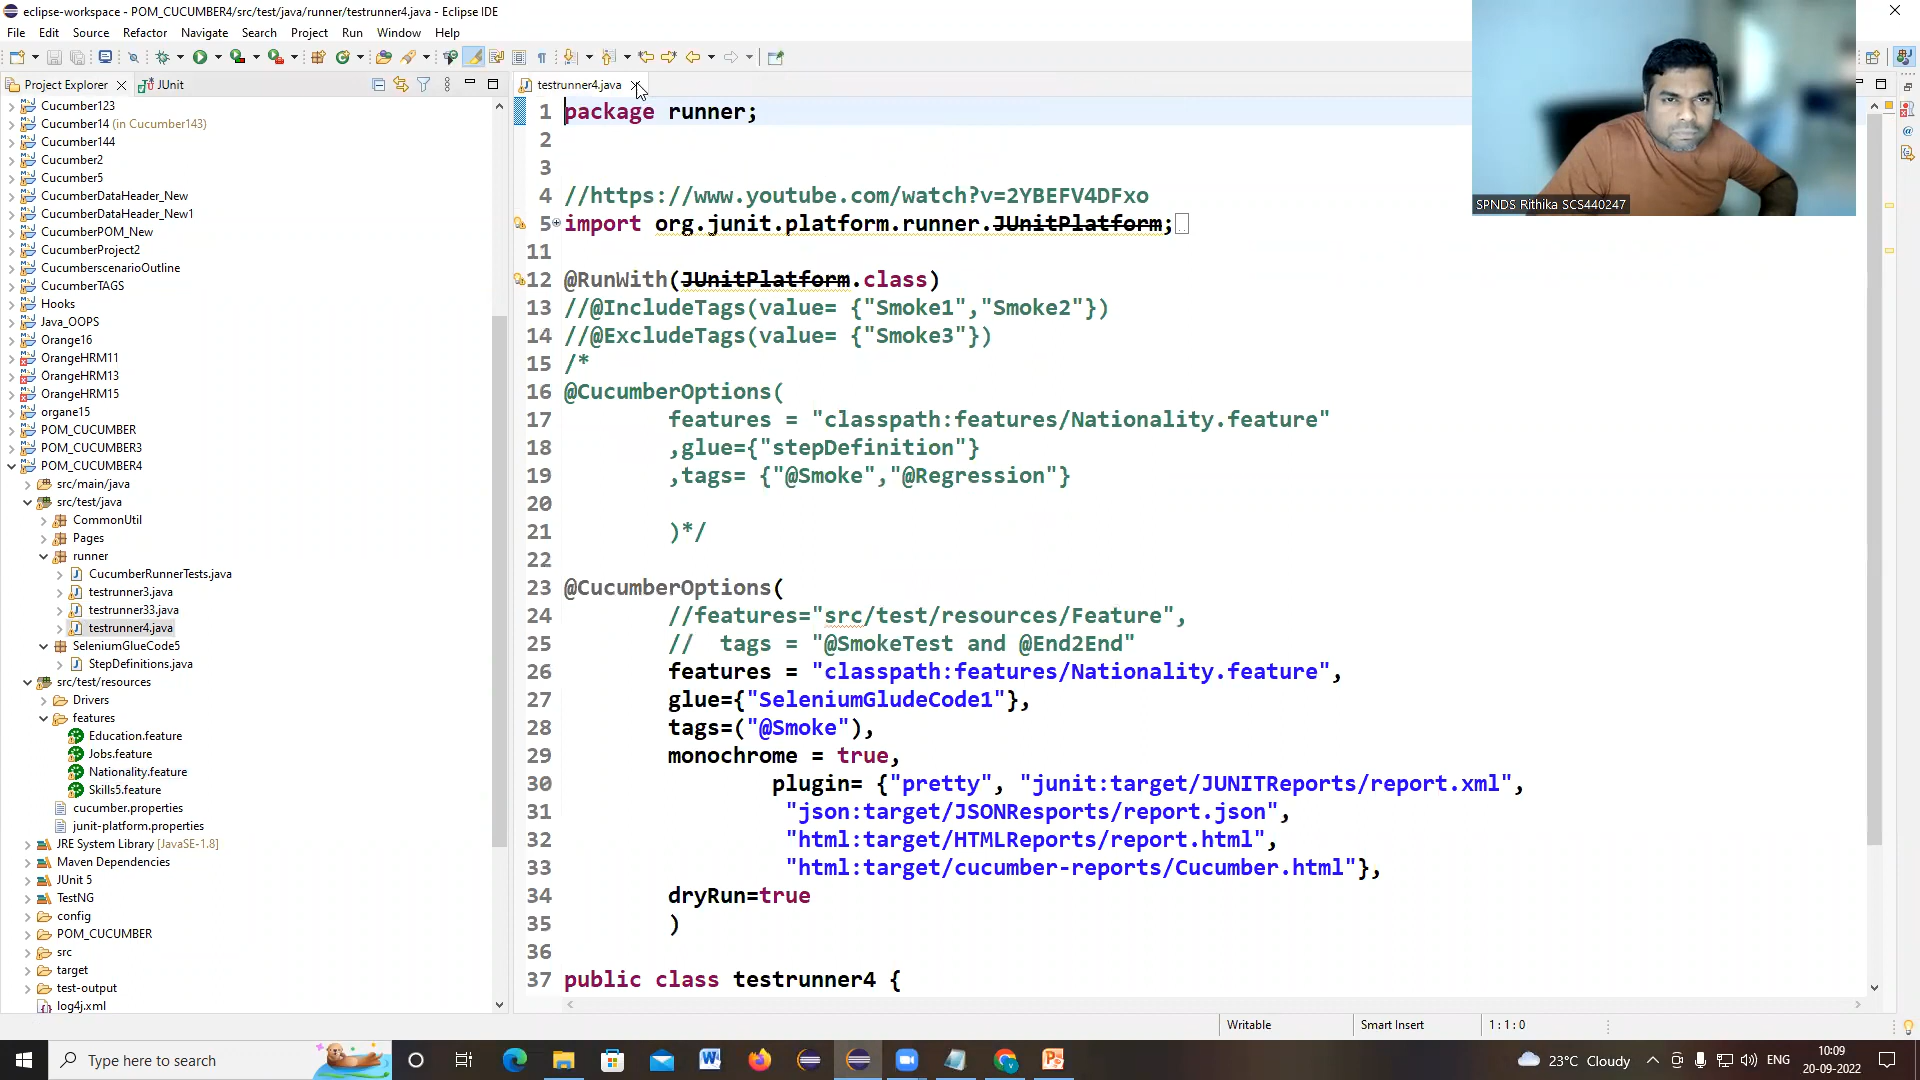 eclipse-workspace - POM_CUCUMBER4/src/test/java/runner/testrunner4.java - Eclipse IDE
File Edit Source Refactor Navigate Search Project Run Window Help
Project Explorer
JUnit
Cucumber123
Cucumber14 (in Cucumber143)
Cucumber144
Cucumber2
Cucumber5
CucumberDataHeader_New
CucumberDataHeader_New1
CucumberPOM_New
CucumberProject2
CucumberscenarioOutline
CucumberTAGS
Hooks
Java_OOPS
Orange16
OrangeHRM11
OrangeHRM13
OrangeHRM15
organe15
POM_CUCUMBER
POM_CUCUMBER3
POM_CUCUMBER4
src/main/java
src/test/java
CommonUtil
Pages
runner
CucumberRunnerTests.java
testrunner3.java
testrunner33.java
testrunner4.java
SeleniumGlueCode5
StepDefinitions.java
src/test/resources
Drivers
features
Education.feature
Jobs.feature
Nationality.feature
Skills5.feature
cucumber.properties
junit-platform.properties
JRE System Library [JavaSE-1.8]
Maven Dependencies
JUnit 5
TestNG
config
POM_CUCUMBER
src
target
test-output
log4j.xml
testrunner4.java
1 package runner;
2
3
4 //https://www.youtube.com/watch?v=2YBEFV4DFxo
5 import org.junit.platform.runner.JUnitPlatform;
11
12 @RunWith(JUnitPlatform.class)
13 //@IncludeTags(value= {"Smoke1","Smoke2"})
14 //@ExcludeTags(value= {"Smoke3"})
15 /*
16 @CucumberOptions(
17 features = "classpath:features/Nationality.feature"
18 ,glue={"stepDefinition"}
19 ,tags= {"@Smoke","@Regression"}
20
21 )*/
22
23 @CucumberOptions(
24 //features="src/test/resources/Feature",
25 // tags = "@SmokeTest and @End2End"
26 features = "classpath:features/Nationality.feature",
27 glue={"SeleniumGludeCode1"},
28 tags=("@Smoke"),
29 monochrome = true,
30 plugin= {"pretty", "junit:target/JUNITReports/report.xml",
31 "json:target/JSONResports/report.json",
32 "html:target/HTMLReports/report.html",
33 "html:target/cucumber-reports/Cucumber.html"},
34 dryRun=true
35 )
36
37 public class testrunner4 {
SPNDS Rithika SCS440247
Writable
Smart Insert
1 : 1 : 0
Type here to search
23°C Cloudy
ENG
10:09
20-09-2022